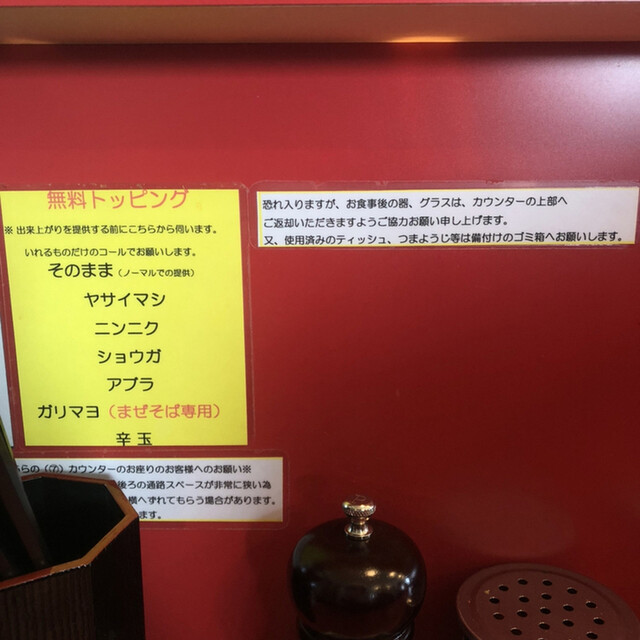 無料トッピング
※出来上がりを提供する前にこちらから伺います。
いれるものだけのコールでお願いします。
そのまま（ノーマルでの提供）
ヤサイマシ
ニンニク
ショウガ
アブラ
ガリマヨ（まぜそば専用）
辛玉
恐れ入りますが、お食事後の器、グラスは、カウンターの上部へ
ご返却いただきますようご協力お願い申し上げます。
又、使用済みのティッシュ、つまようじ等は備付けのゴミ箱へお願いします。
らの（⑦）カウンターのお座りのお客様へのお願い※
後ろの通路スペースが非常に狭い為
横へずれてもらう場合があります。
ます。